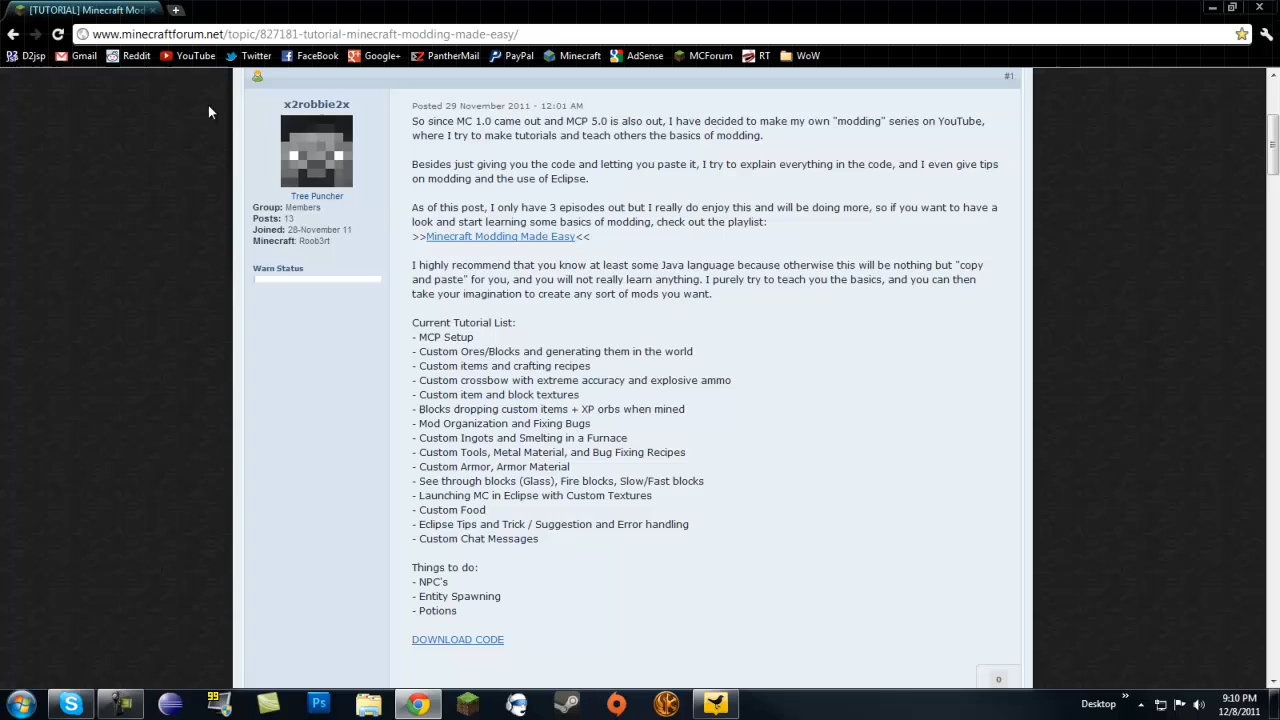 [TUTORIAL] Minecraft Mod
www.minecraftforum.net/topic/827181-tutorial-minecraft-modding-made-easy/
D2jsp Gmail Reddit YouTube Twitter FaceBook Google+ PantherMail PayPal Minecraft AdSense MCForum RT WoW
#1
x2robbie2x
Tree Puncher
Group: Members
Posts: 13
Joined: 28-November 11
Minecraft: Roob3rt
Warn Status
Posted 29 November 2011 - 12:01 AM
So since MC 1.0 came out and MCP 5.0 is also out, I have decided to make my own "modding" series on YouTube,
where I try to make tutorials and teach others the basics of modding.
Besides just giving you the code and letting you paste it, I try to explain everything in the code, and I even give tips
on modding and the use of Eclipse.
As of this post, I only have 3 episodes out but I really do enjoy this and will be doing more, so if you want to have a
look and start learning some basics of modding, check out the playlist:
>>Minecraft Modding Made Easy<<
I highly recommend that you know at least some Java language because otherwise this will be nothing but "copy
and paste" for you, and you will not really learn anything. I purely try to teach you the basics, and you can then
take your imagination to create any sort of mods you want.
Current Tutorial List:
- MCP Setup
- Custom Ores/Blocks and generating them in the world
- Custom items and crafting recipes
- Custom crossbow with extreme accuracy and explosive ammo
- Custom item and block textures
- Blocks dropping custom items + XP orbs when mined
- Mod Organization and Fixing Bugs
- Custom Ingots and Smelting in a Furnace
- Custom Tools, Metal Material, and Bug Fixing Recipes
- Custom Armor, Armor Material
- See through blocks (Glass), Fire blocks, Slow/Fast blocks
- Launching MC in Eclipse with Custom Textures
- Custom Food
- Eclipse Tips and Trick / Suggestion and Error handling
- Custom Chat Messages
Things to do:
- NPC's
- Entity Spawning
- Potions
DOWNLOAD CODE
0
99
Ps
Desktop
9:10 PM
12/8/2011